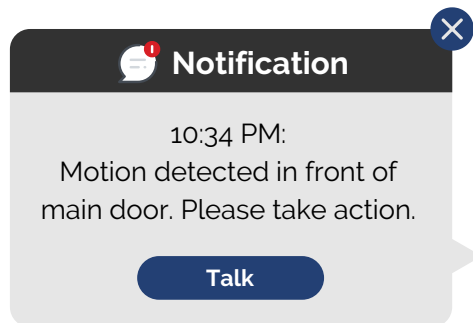 Notification
10:34 PM:
Motion detected in front of
main door. Please take action.
Talk